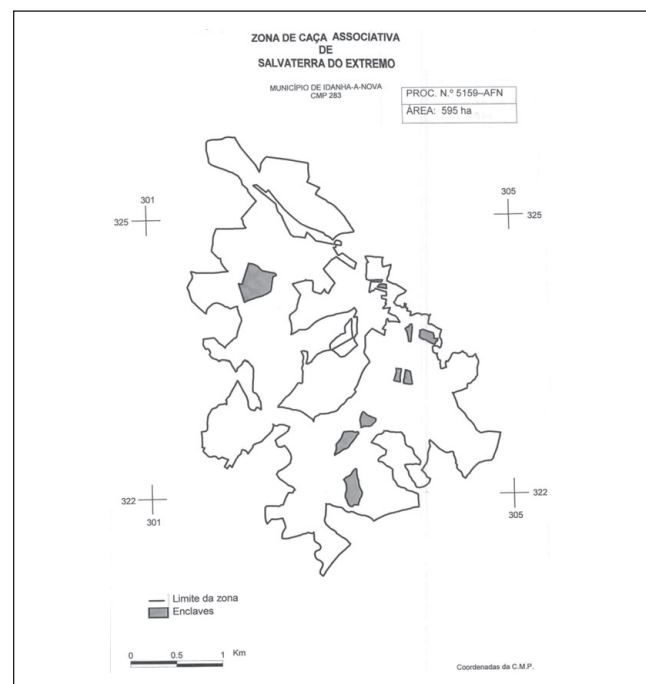 ZONA DE CAÇA ASSOCIATIVA
DE
SALVATERRA DO EXTREMO
MUNICÍPIO DE IDANHA-A-NOVA
CMP 283
PROC. N.º 5159–AFN
ÁREA: 595 ha
301
325
305
325
322
301
322
305
Limite da zona
Enclaves
0 0.5 1 Km
Coordenadas da C.M.P.